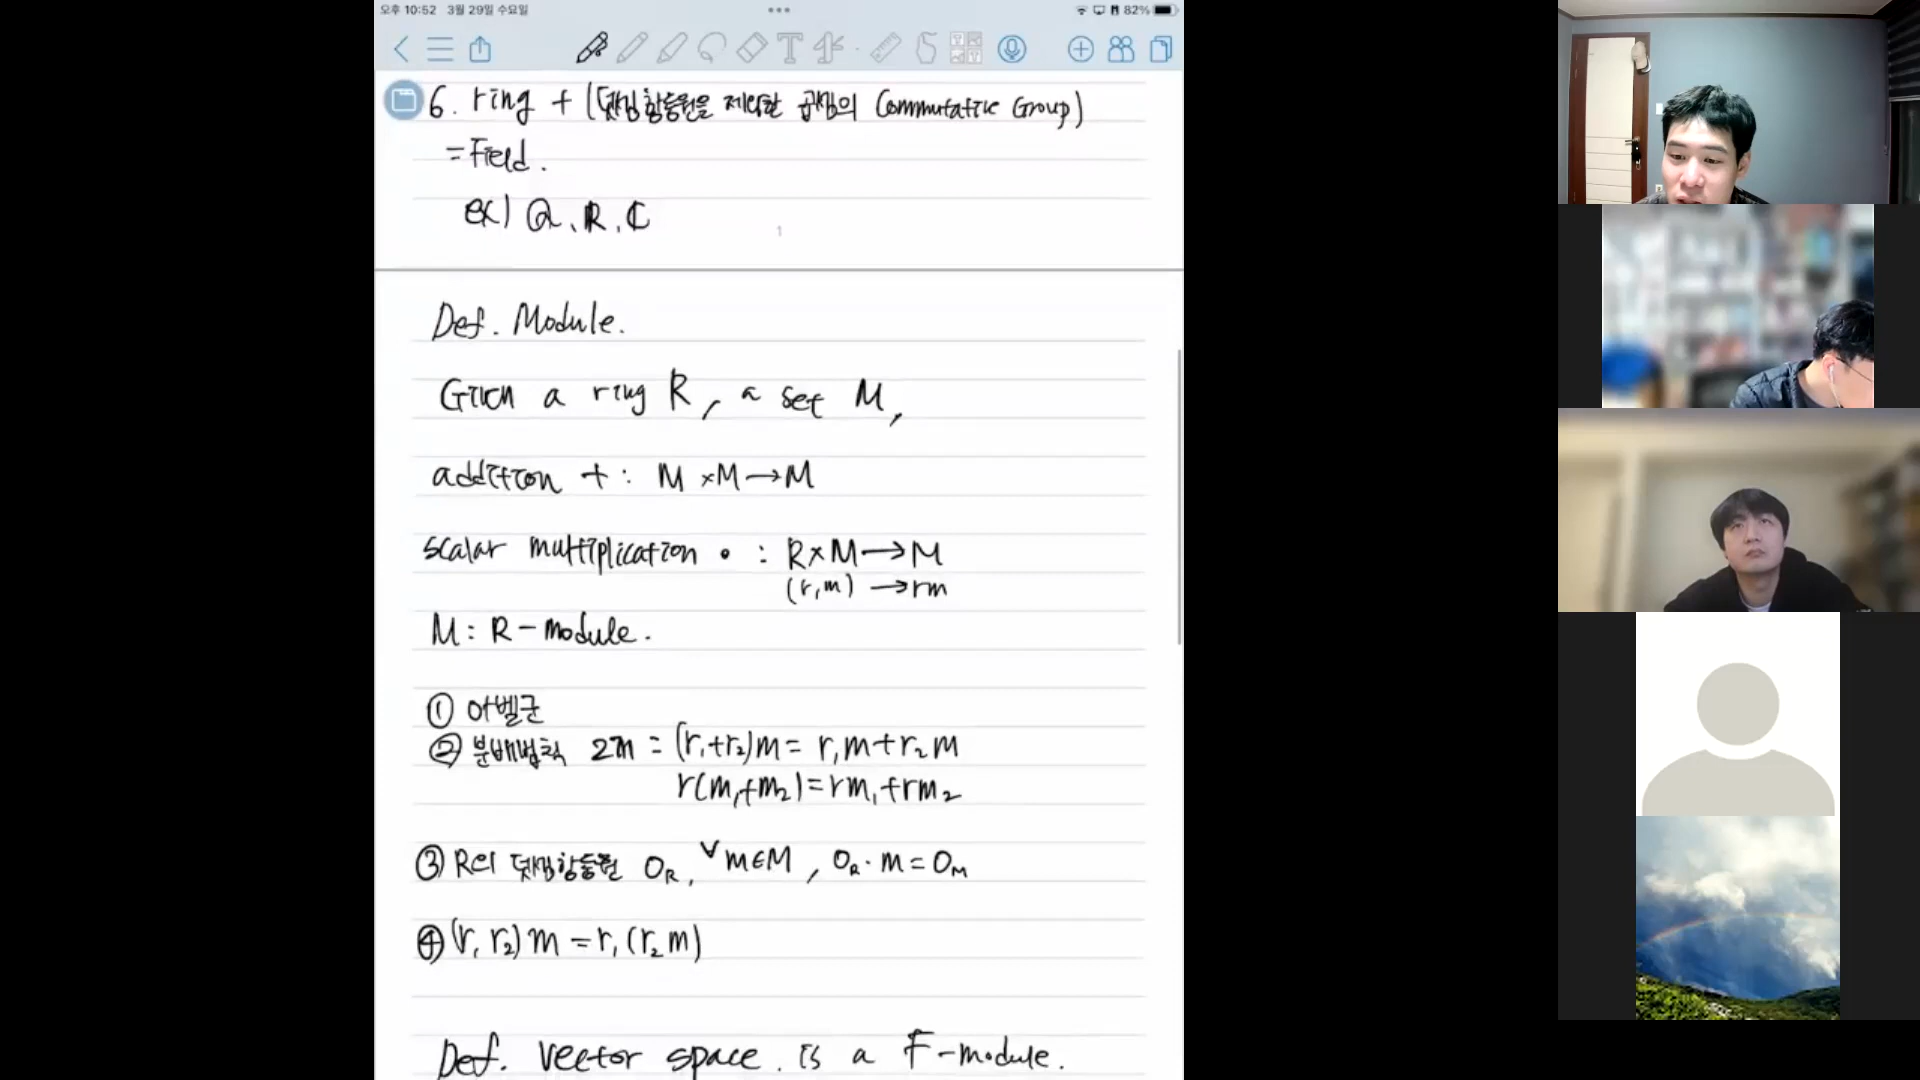 오후 10:52 3월 29일 수요일
82%
6. ring + (덧셈항등원을 제외한 곱셈의 Commutative Group)
= Field.
ex) Q, R, C
1
Def. Module.
Given a ring R, a set M,
addition + : M × M → M
scalar multiplication • : R × M → M
(r, m) → rm
M : R - module.
① 아벨군
② 분배법칙 2m = (r₁+r₂)m = r₁m + r₂m
r(m₁+m₂) = rm₁ + rm₂
③ R의 덧셈항등원 0_R, ∀m∈M, 0_R · m = 0_M
④ (r₁ r₂) m = r₁ (r₂ m)
Def. vector space. is a F-module.